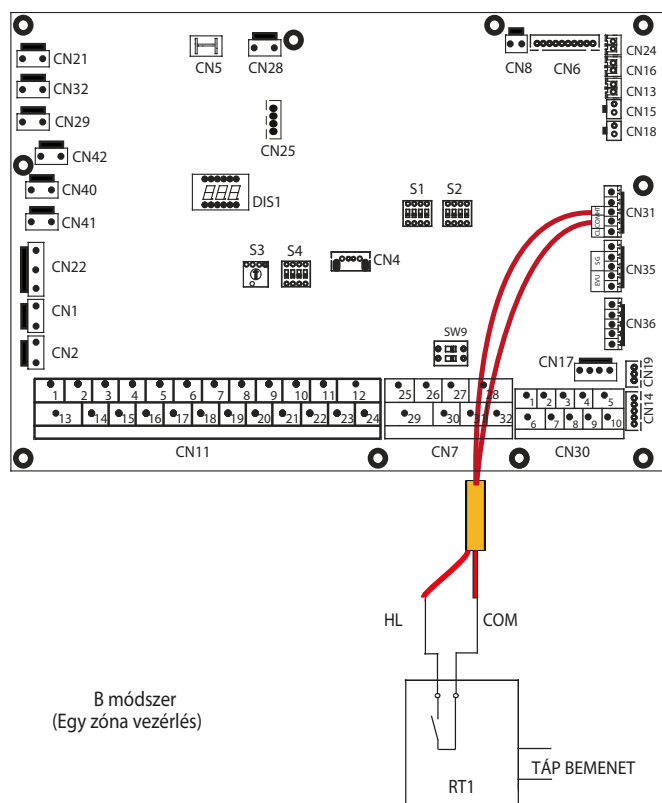 CN21
CN5
CN28
CN8
CN6
CN24
CN32
CN16
CN29
CN13
CN15
CN42
CN25
CN18
CN40
DIS1
S1
S2
CN41
CN31
CL COM HT
CN22
S3
S4
CN4
SG
EVU
CN35
CN1
CN36
CN2
SW9
CN17
CN19
CN14
1 2 3 4 5 6 7 8 9 10 11 12
13 14 15 16 17 18 19 20 21 22 23 24
25 26 27 28
29 30 31 32
1 2 3 4 5
6 7 8 9 10
CN11
CN7
CN30
HL
COM
B módszer
(Egy zóna vezérlés)
TÁP BEMENET
RT1